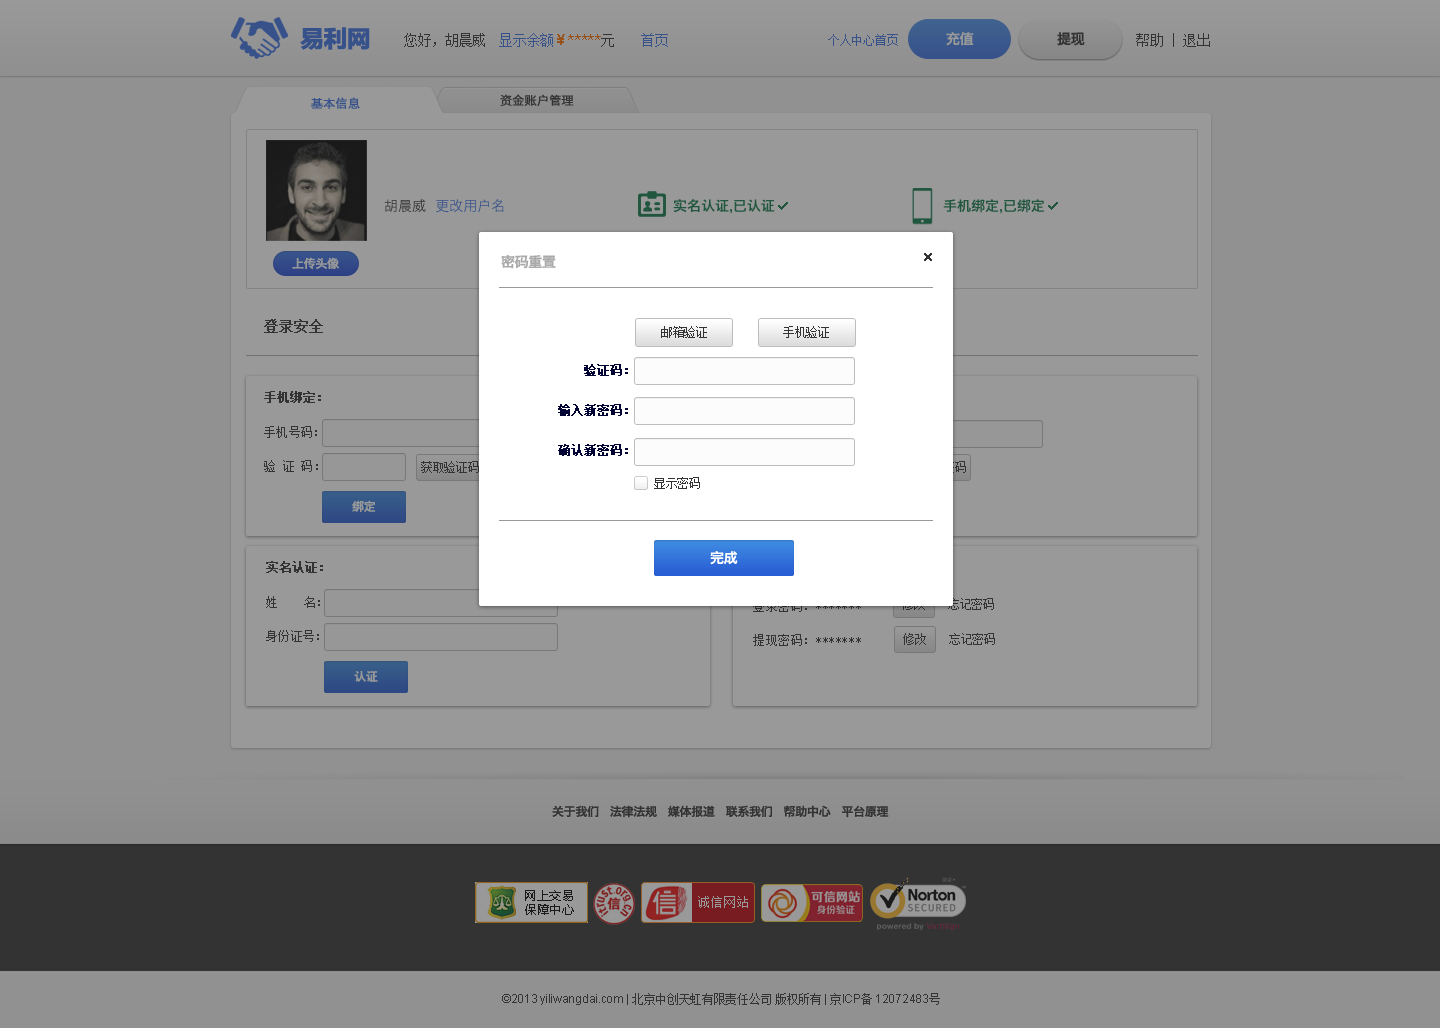 易利网 您好，胡晨威 显示余额¥*****元 首页 个人中心首页 充值 提现 帮助 | 退出
基本信息 资金账户管理
胡晨威 更改用户名 实名认证,已认证 手机绑定,已绑定
上传头像
密码重置 ×
登录安全
邮箱验证 手机验证
验证码：
输入新密码：
确认新密码：
显示密码
完成
手机绑定：
手机号码：
验 证 码： 获取验证码 码
绑定
实名认证：
姓 名：
身份证号：
认证
登录密码：******* 修改 忘记密码
提现密码：******* 修改 忘记密码
关于我们 法律法规 媒体报道 联系我们 帮助中心 平台原理
网上交易
保障中心
itrust.org.cn
信
信 诚信网站
可信网站
身份验证
Norton
SECURED
powered by
©2013 yiliwangdai.com | 北京中创天虹有限责任公司 版权所有 | 京ICP备 12072483号